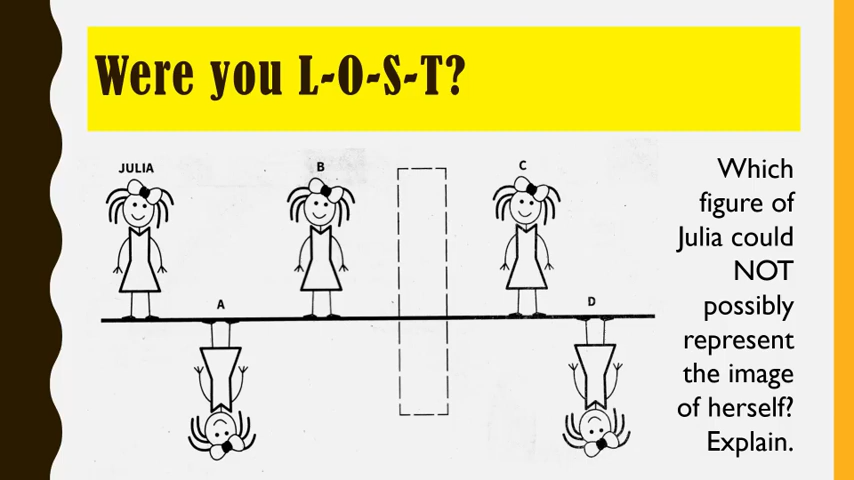 Were you L-O-S-T?
JULIA
B
C
A
D
Which
figure of
Julia could
NOT
possibly
represent
the image
of herself?
Explain.